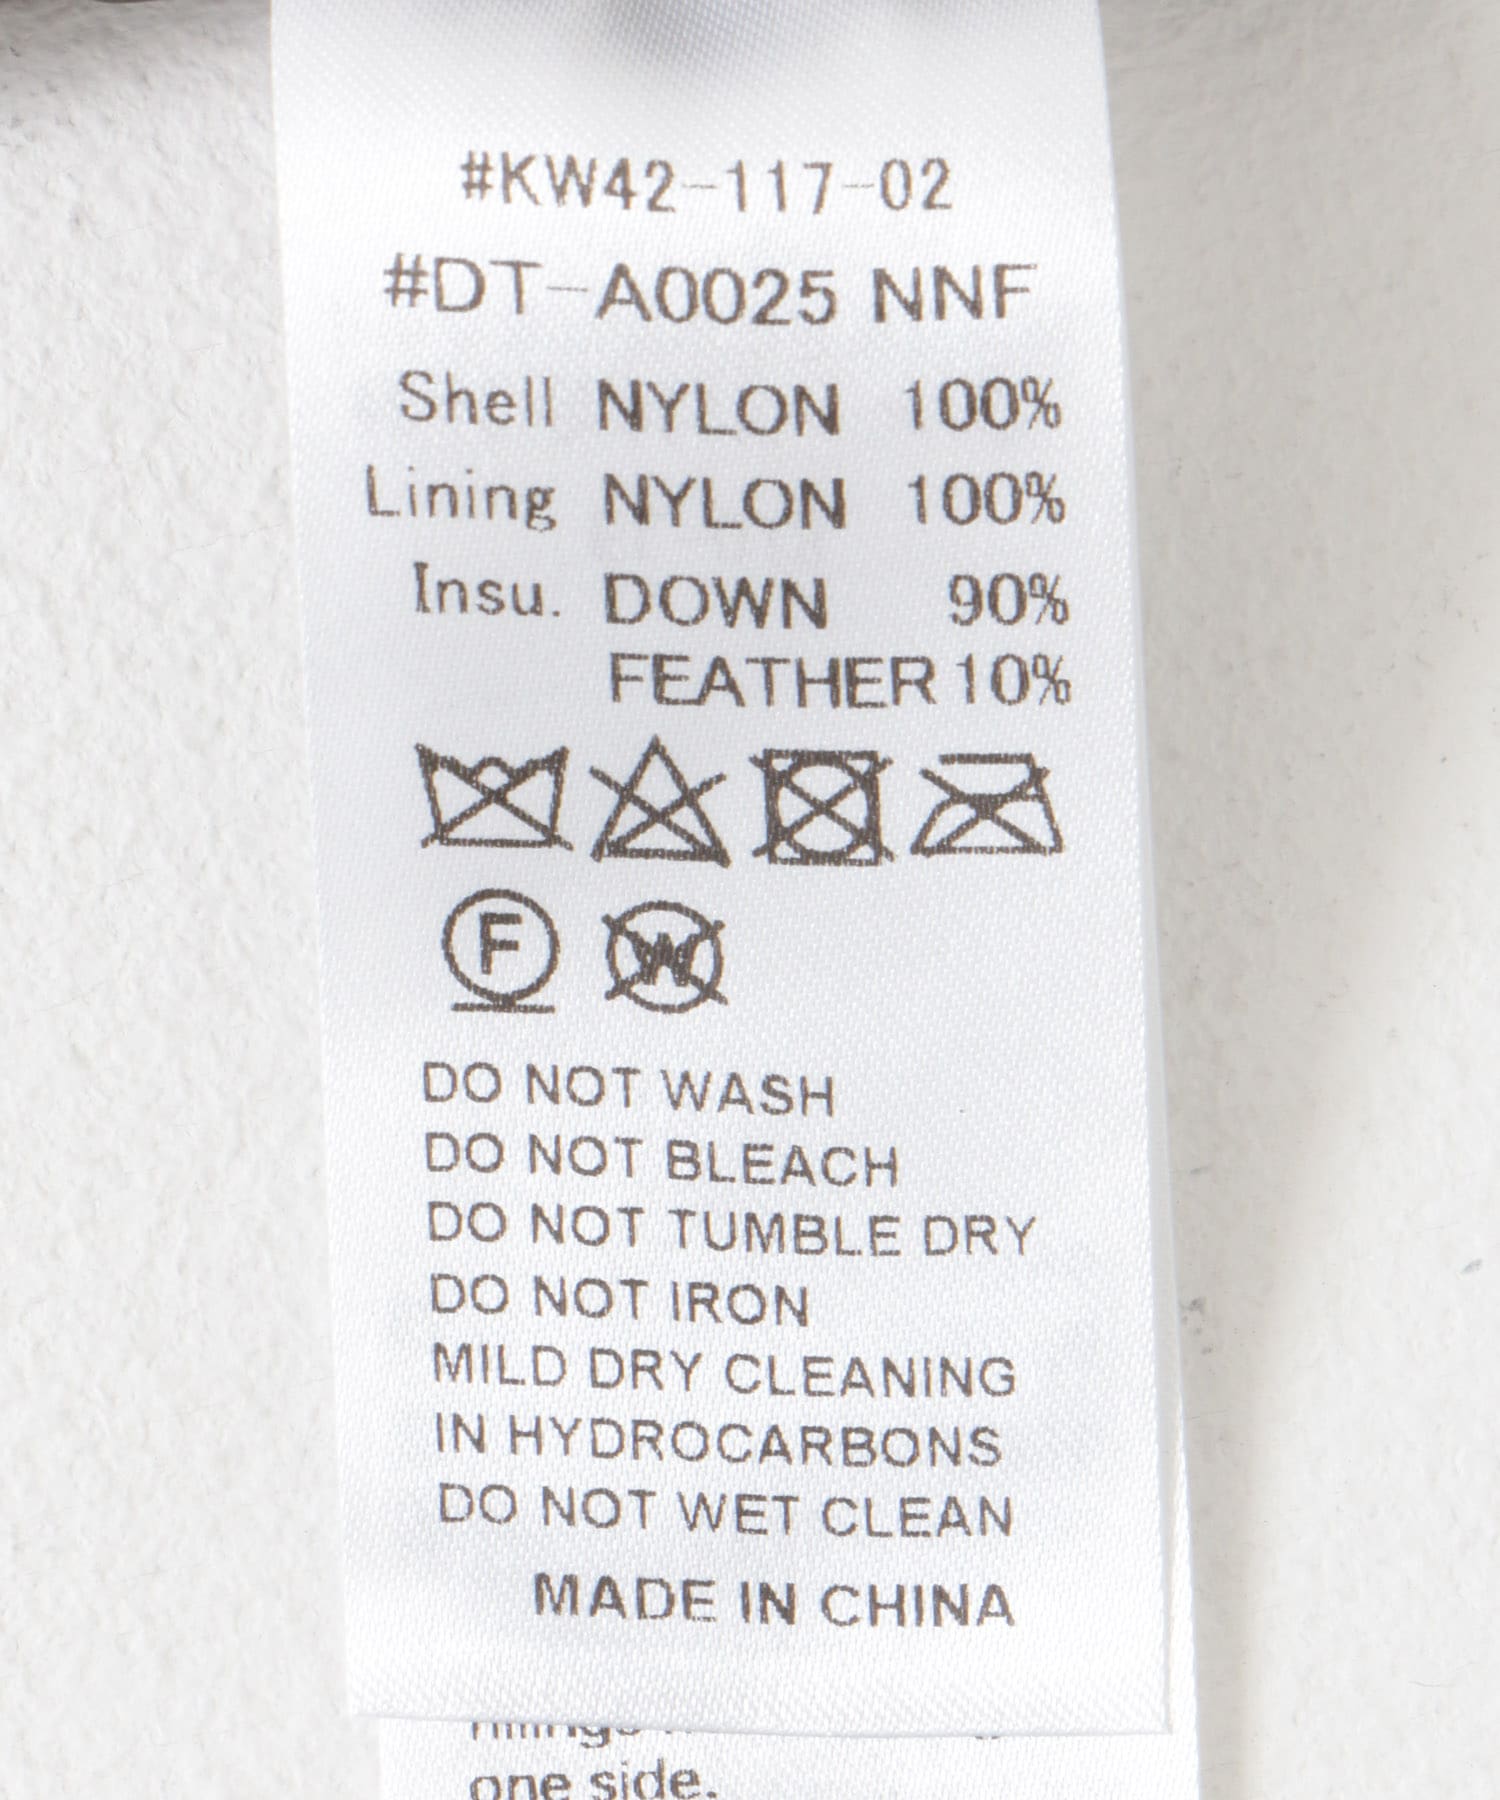 #KW42-117-02
#DT-A0025 NNF
Shell NYLON 100%
Lining NYLON 100%
Insu. DOWN 90%
FEATHER 10%
F W
DO NOT WASH
DO NOT BLEACH
DO NOT TUMBLE DRY
DO NOT IRON
MILD DRY CLEANING
IN HYDROCARBONS
DO NOT WET CLEAN
MADE IN CHINA
one side.